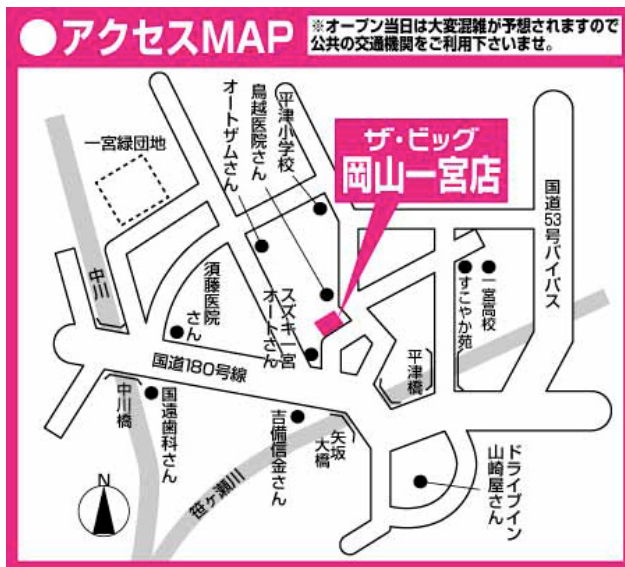 ●アクセスMAP
※オープン当日は大変混雑が予想されますので
公共の交通機関をご利用下さいませ。
ザ・ビッグ
岡山一宮店
一宮緑団地
オートザムさん
鳥越医院さん
平津小学校
国道53号バイパス
中川
須藤医院
さん
スズキ一宮
オートさん
すこやか苑
一宮高校
国道180号線
平津橋
中川橋
国遠歯科さん
吉備信金さん
矢坂
大橋
笹ヶ瀬川
ドライブイン
山崎屋さん
N